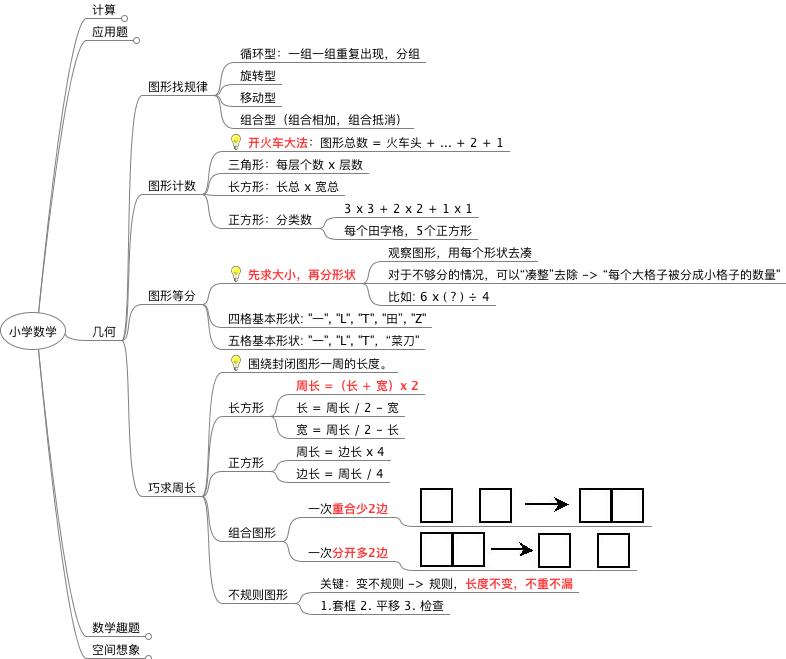 计算
应用题
循环型：一组一组重复出现，分组
图形找规律
旋转型
移动型
组合型（组合相加，组合抵消）
开火车大法：图形总数 = 火车头 + ... + 2 + 1
三角形：每层个数 x 层数
图形计数
长方形：长总 x 宽总
3 x 3 + 2 x 2 + 1 x 1
正方形：分类数
每个田字格，5个正方形
观察图形，用每个形状去凑
先求大小，再分形状
对于不够分的情况，可以“凑整”去除 -> “每个大格子被分成小格子的数量”
图形等分
比如: 6 x ( ? ) ÷ 4
四格基本形状: "一", "L", "T", "田", "Z"
小学数学
几何
五格基本形状: "一", "L", "T"， “菜刀”
围绕封闭图形一周的长度。
周长 =（长 + 宽）x 2
长方形
长 = 周长 / 2 – 宽
宽 = 周长 / 2 – 长
周长 = 边长 x 4
正方形
边长 = 周长 / 4
巧求周长
一次重合少2边
组合图形
一次分开多2边
关键：变不规则 -> 规则，长度不变，不重不漏
不规则图形
1.套框 2. 平移 3. 检查
数学趣题
空间想象